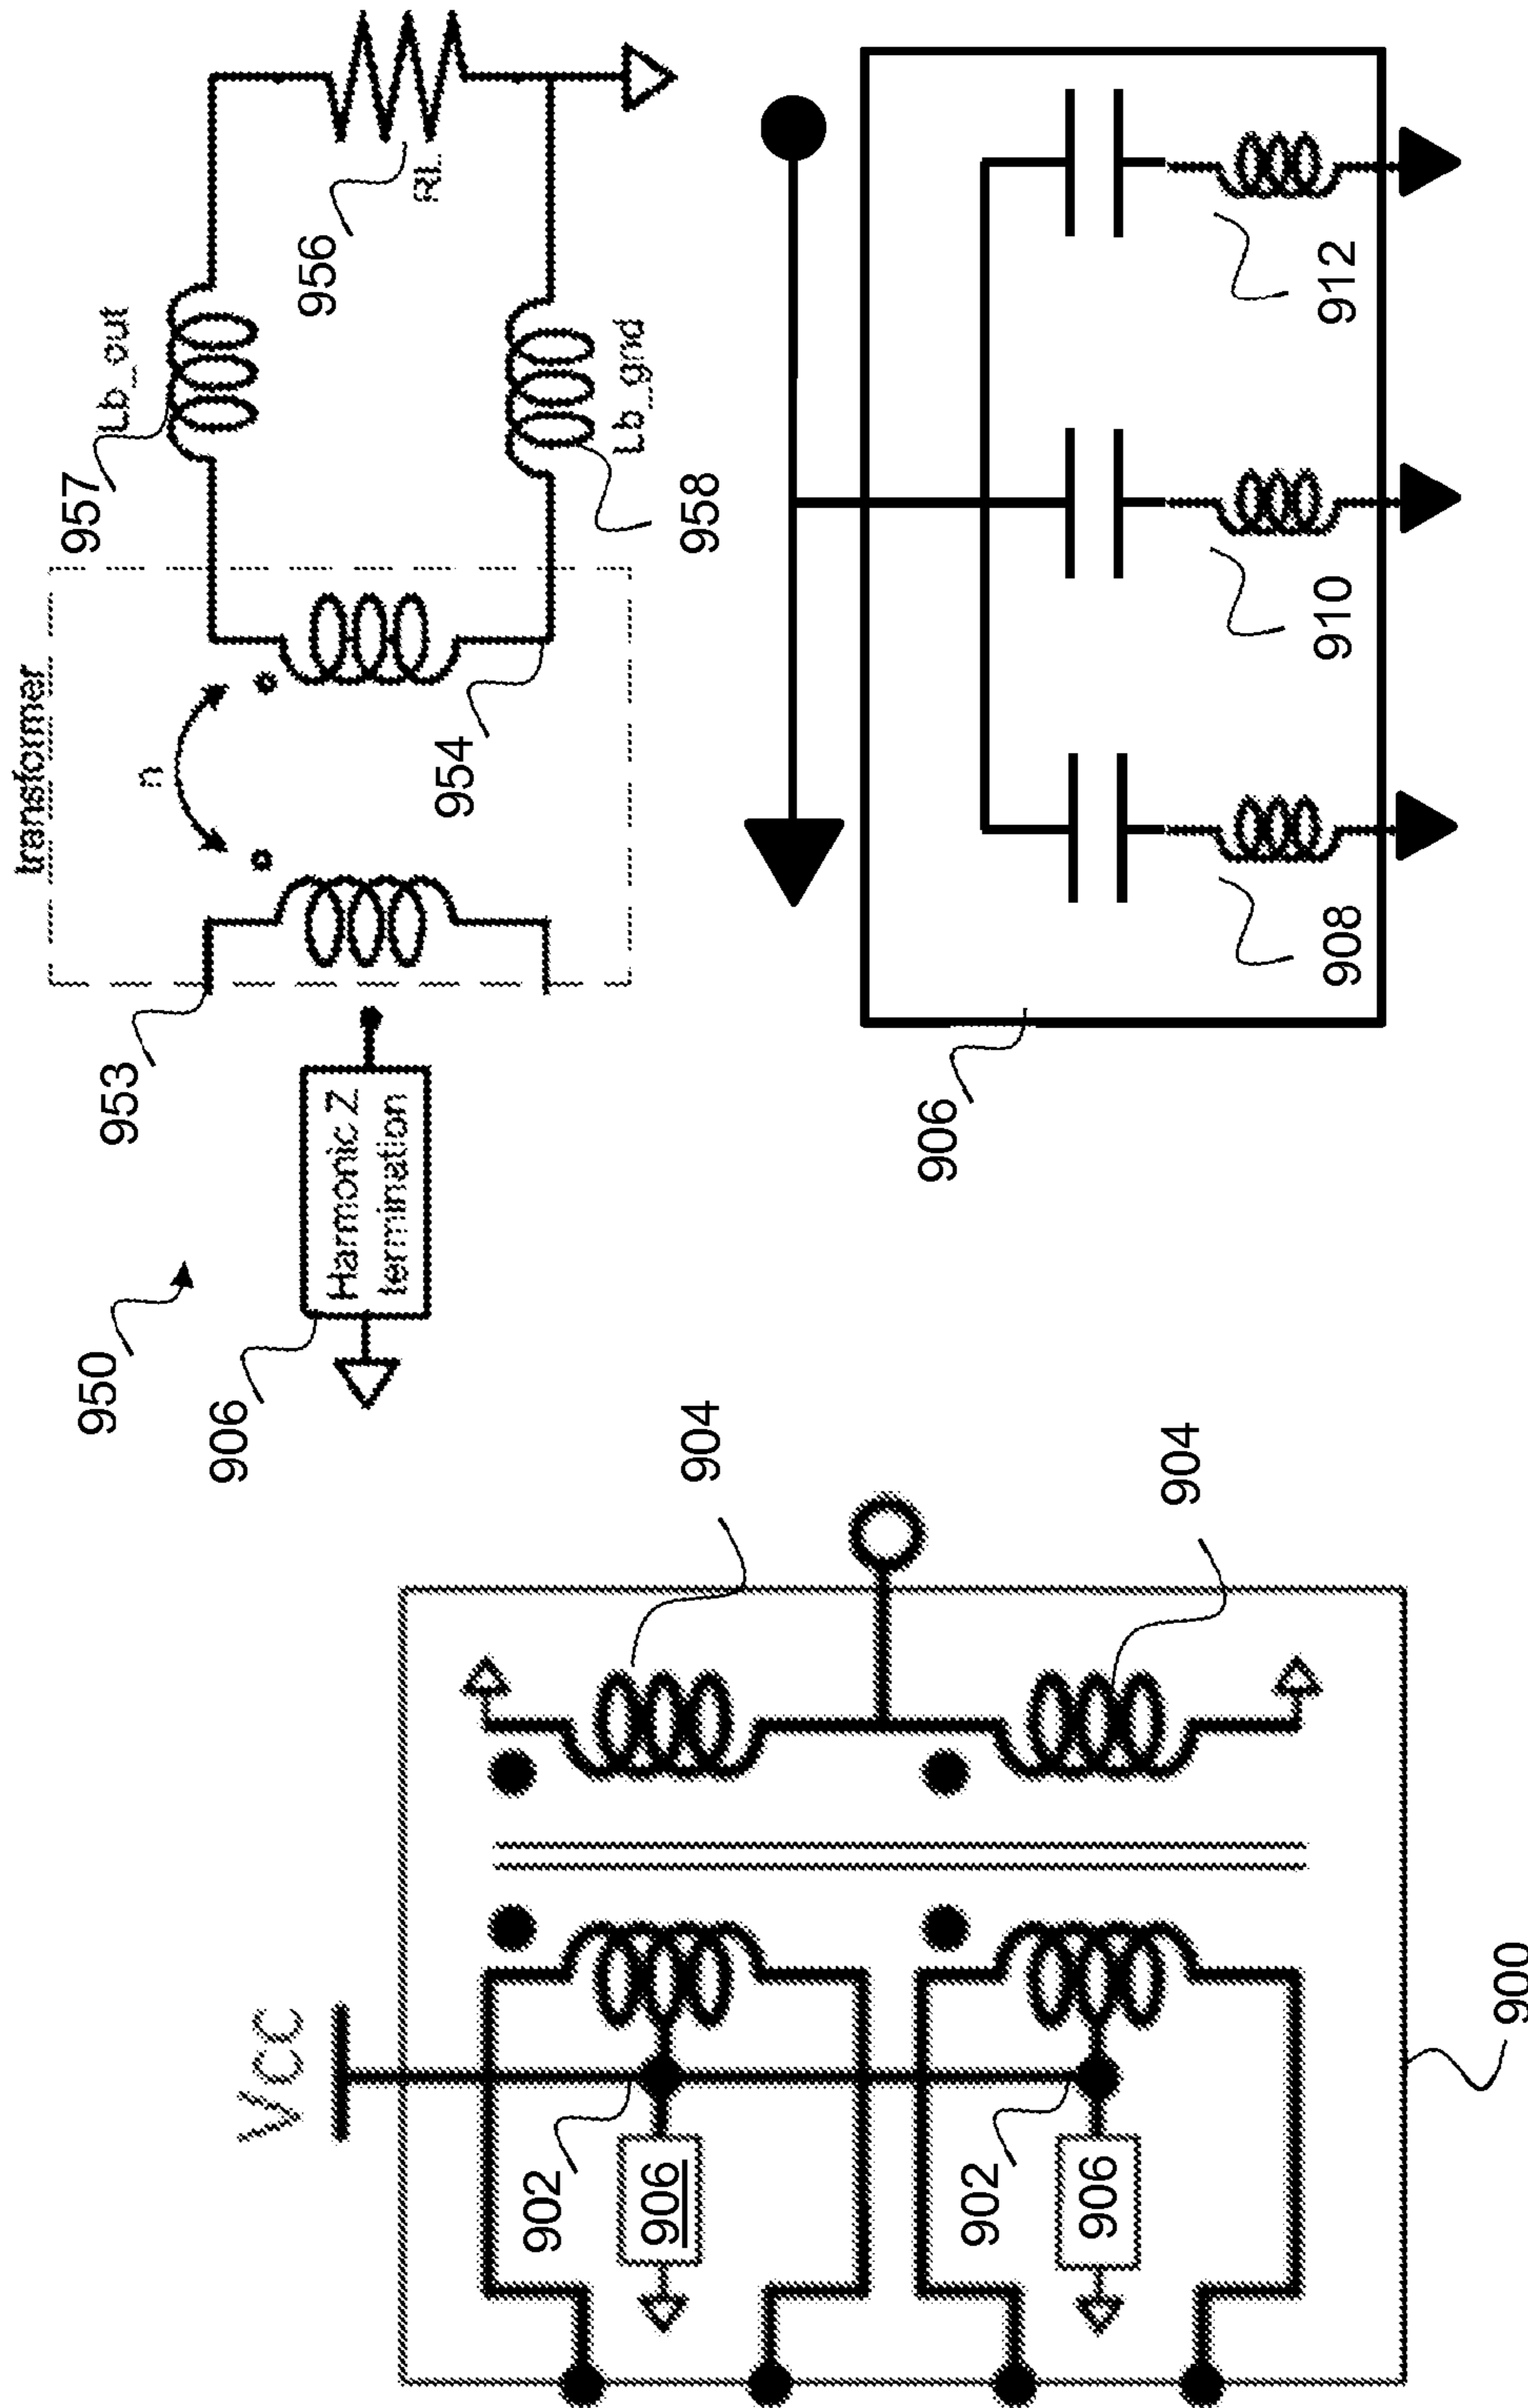 Vcc
902
906
902
906
904
904
900
950
906
Harmonic Z
termination
953
transformer
n
954
957
Lb_out
956
RL
Lb_gnd
958
906
908
910
912